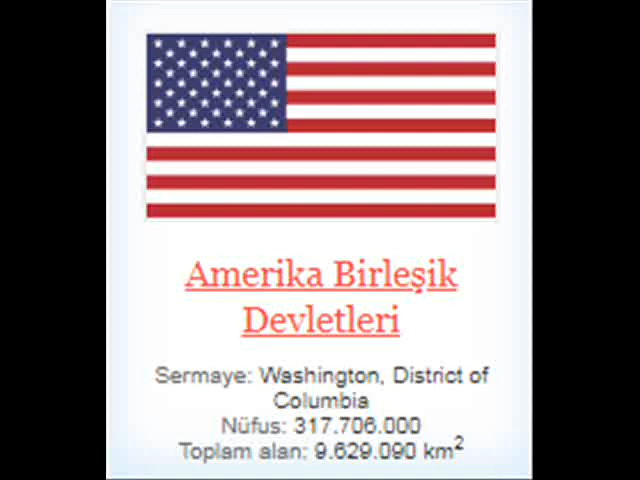 Amerika Birleşik
Devletleri
Sermaye: Washington, District of
Columbia
Nüfus: 317.706.000
Toplam alan: 9.629.090 km²